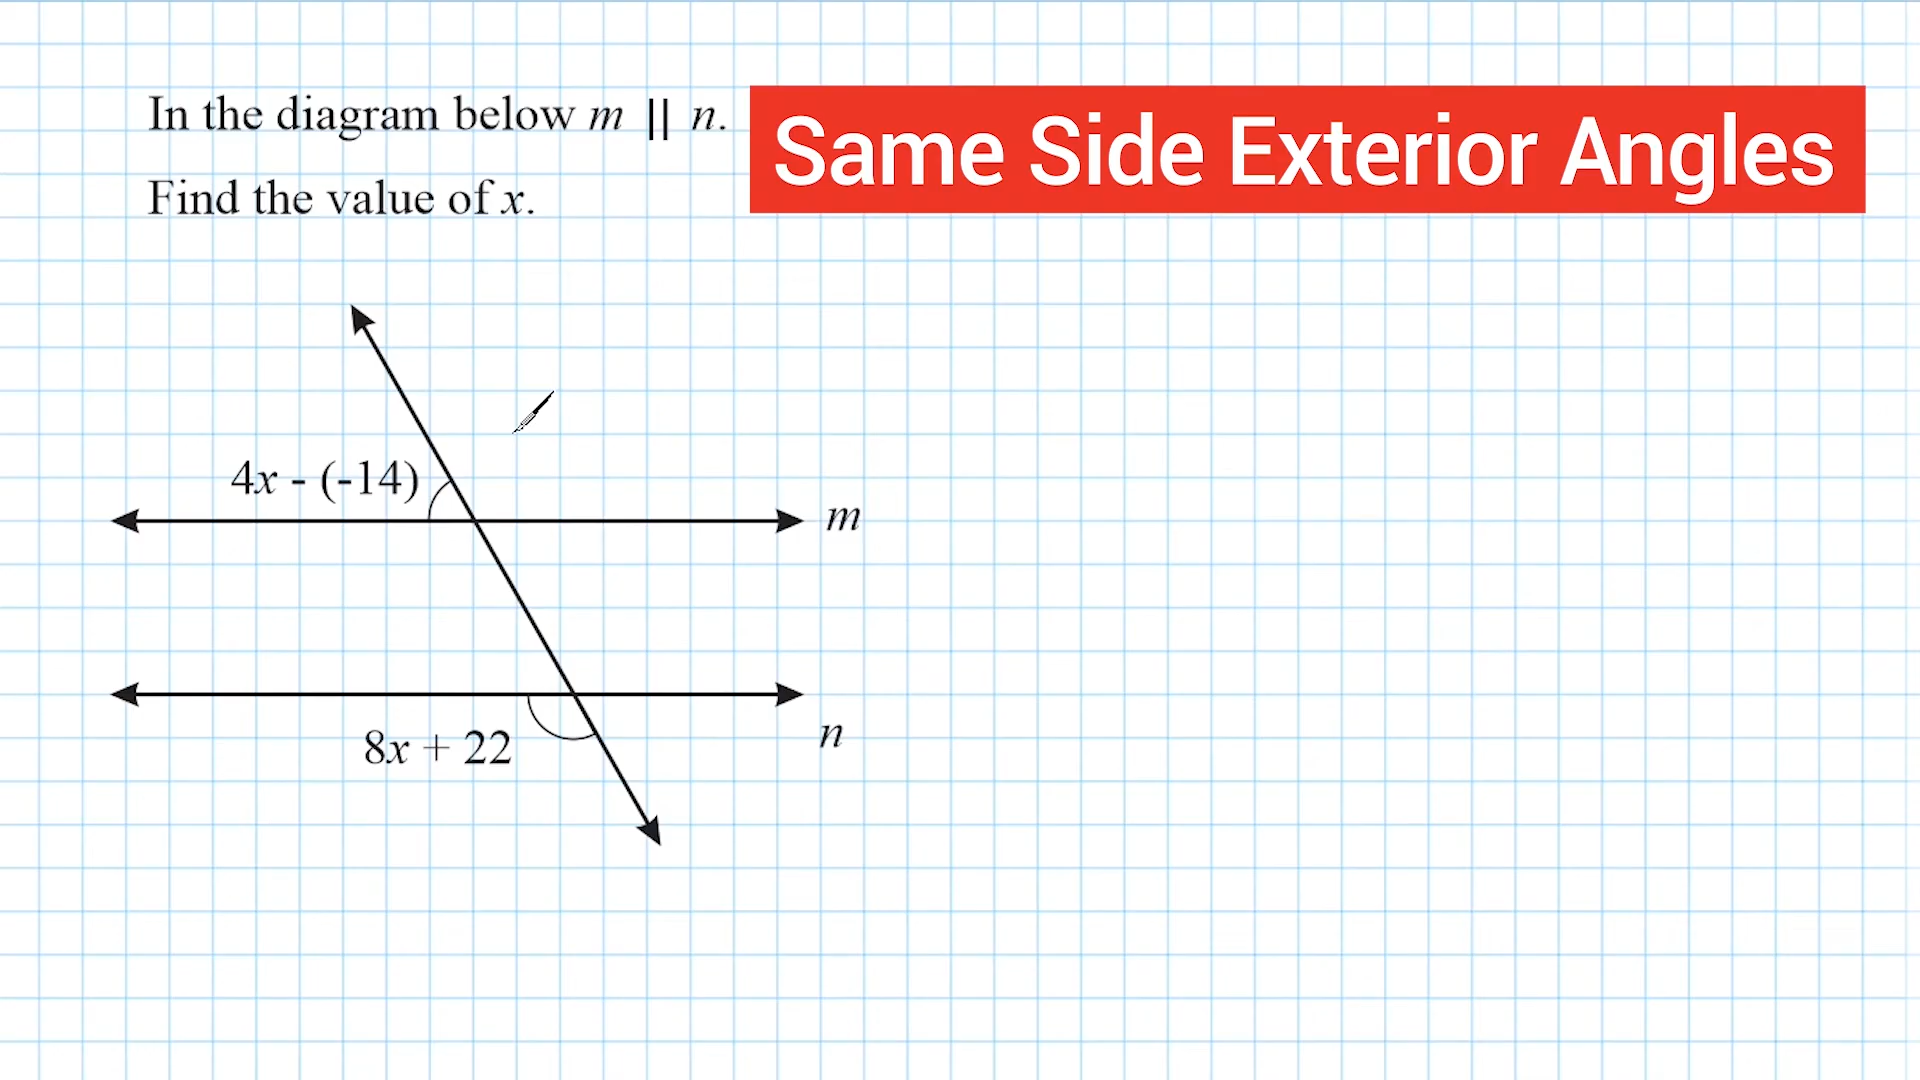 In the diagram below m || n.
Same Side Exterior Angles
Find the value of x.
4x - (-14)
m
n
8x + 22